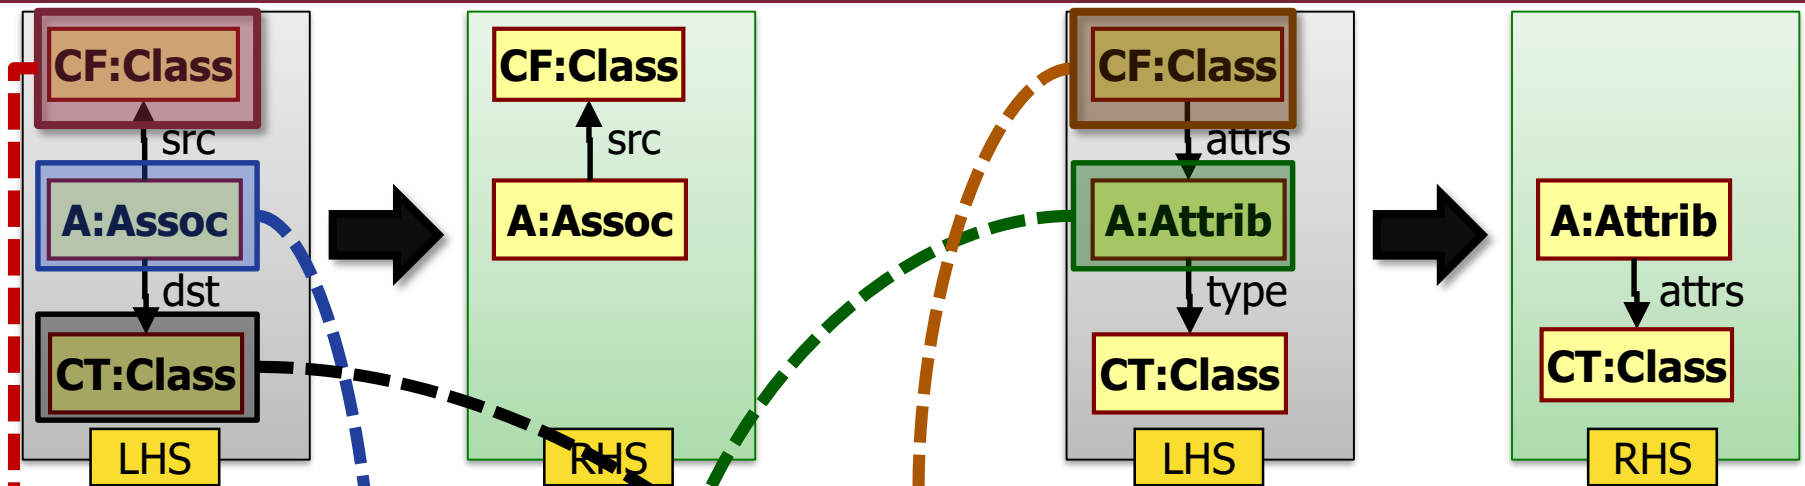 CF:Class
src
A:Assoc
dst
CT:Class
LHS
CF:Class
src
A:Assoc
RHS
CF:Class
attrs
A:Attrib
type
CT:Class
LHS
A:Attrib
attrs
CT:Class
RHS